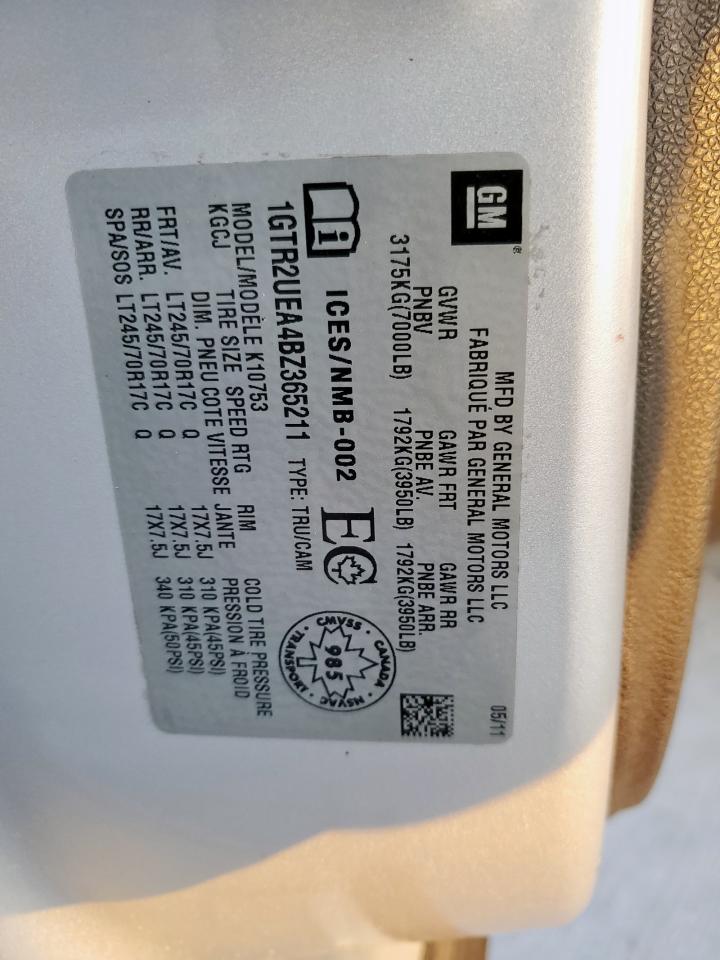 GM®
MFD BY GENERAL MOTORS LLC 05/11
FABRIQUÉ PAR GENERAL MOTORS LLC
GVWR GAWR FRT GAWR RR
PNBV PNBE AV. PNBE ARR.
3175KG(7000LB) 1792KG(3950LB) 1792KG(3950LB)
i ICES/NMB-002 EC
CMVSS · CANADA · NSVAC · TRANSPORT ·
985
1
1GTR2UEA4BZ365211 TYPE: TRU/CAM
MODEL/MODÈLE K10753
KGCJ TIRE SIZE SPEED RTG RIM COLD TIRE PRESSURE
DIM. PNEU COTE VITESSE JANTE PRESSION À FROID
FRT/AV. LT245/70R17C Q 17X7.5J 310 KPA(45PSI)
RR/ARR. LT245/70R17C Q 17X7.5J 310 KPA(45PSI)
SPA/SOS LT245/70R17C Q 17X7.5J 340 KPA(50PSI)